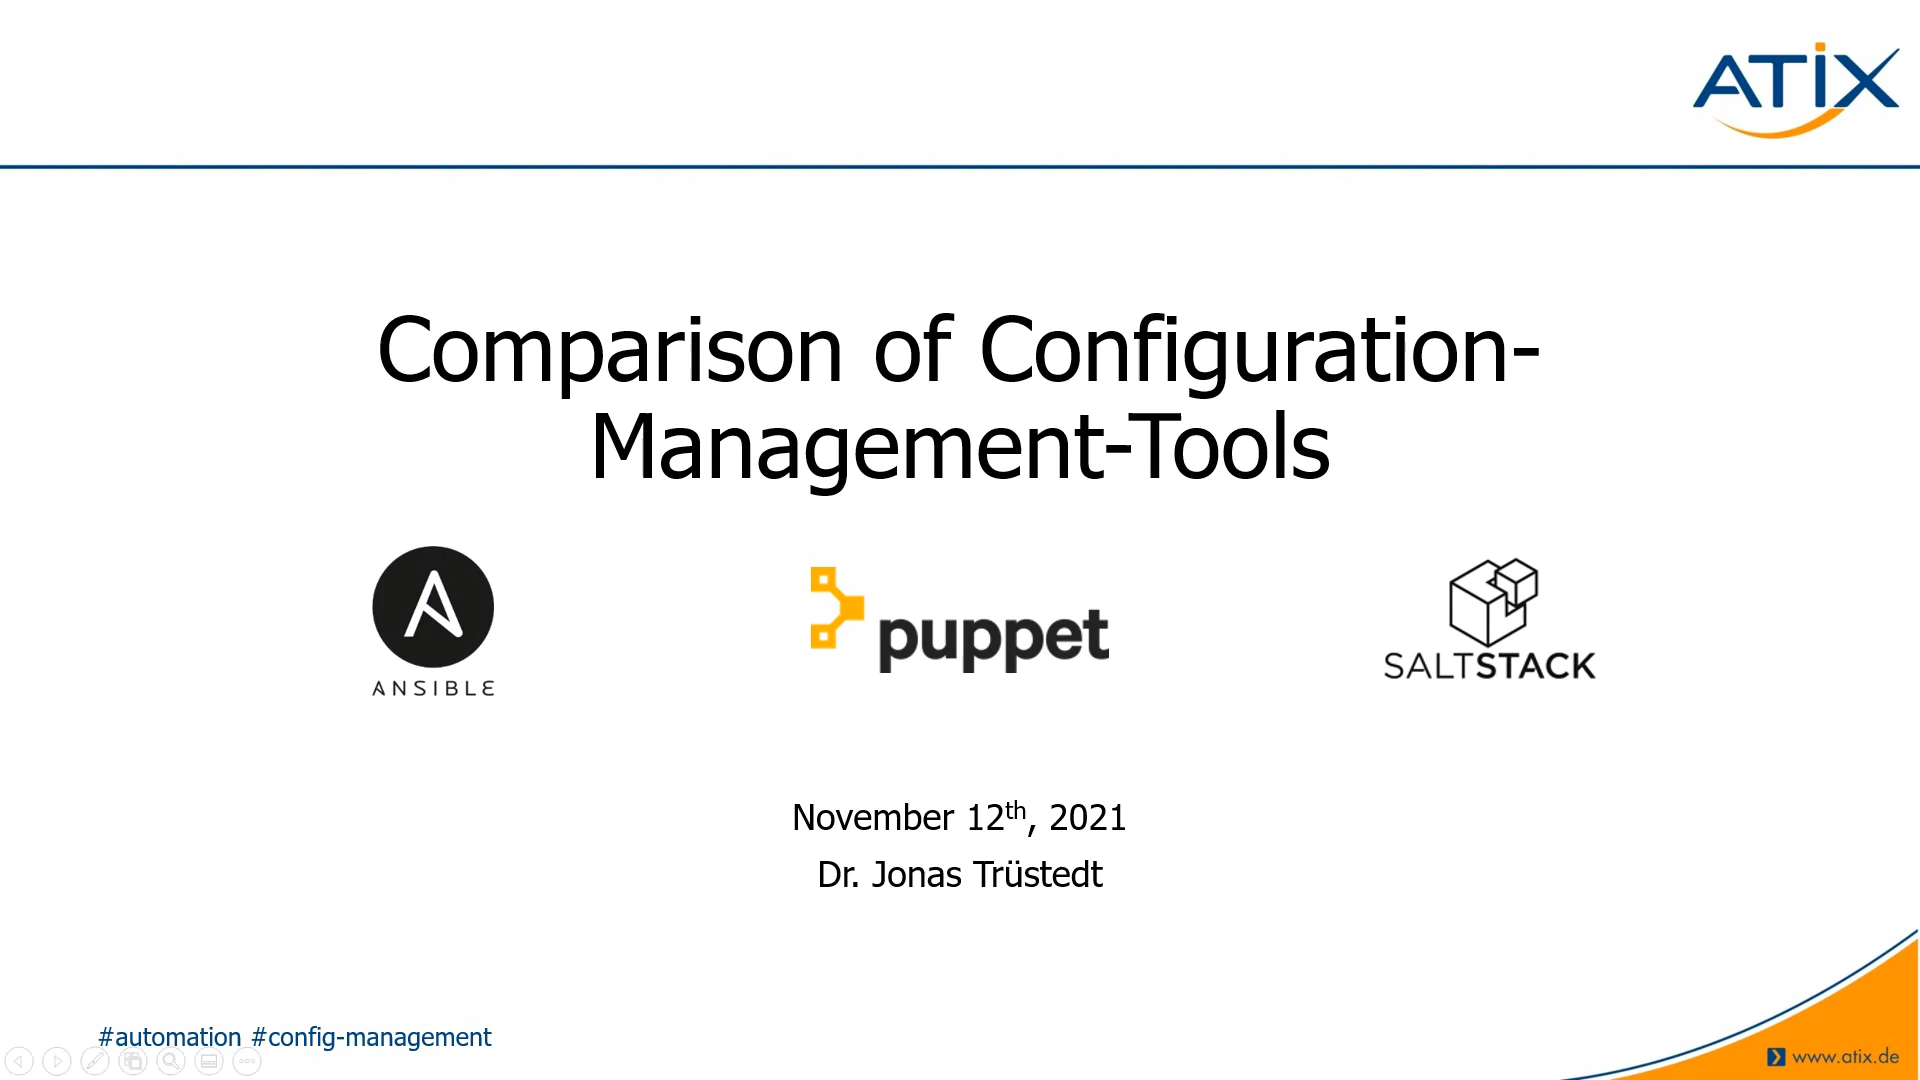 ATIX
Comparison of Configuration-
Management-Tools
ANSIBLE
puppet
SALTSTACK
November 12th, 2021
Dr. Jonas Trüstedt
#automation #config-management
www.atix.de